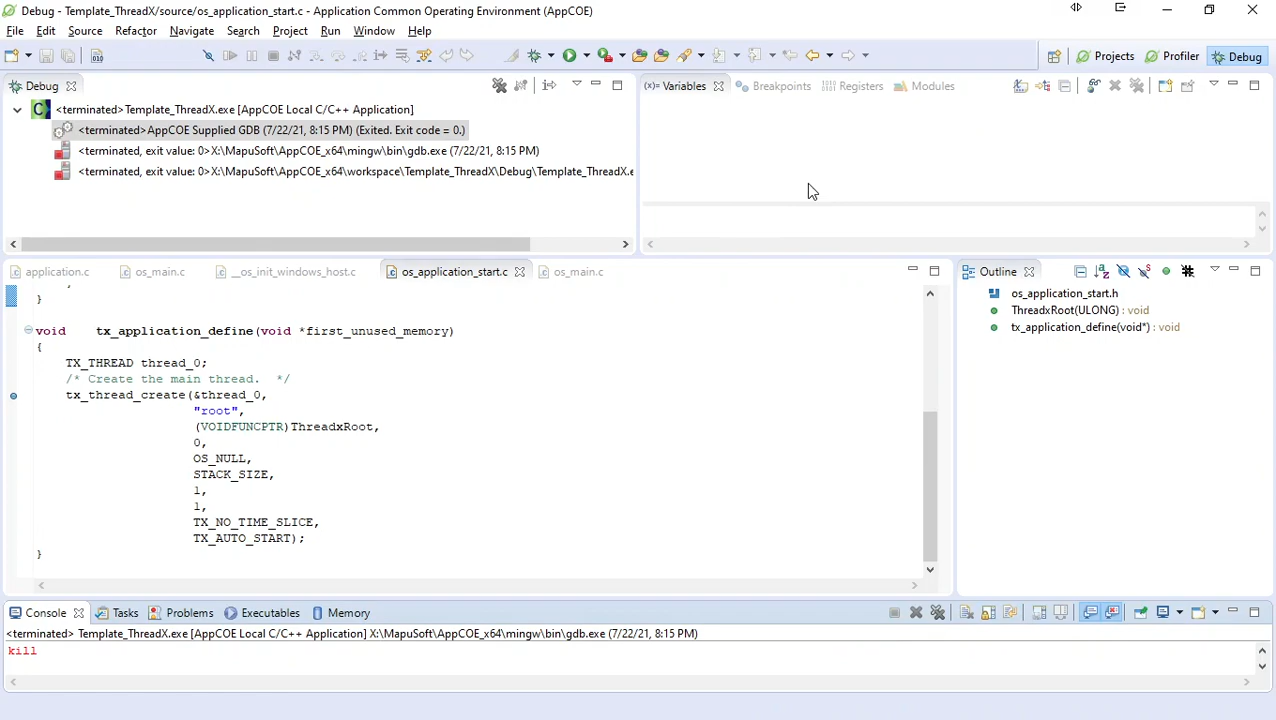 Debug - Template_ThreadX/source/os_application_start.c - Application Common Operating Environment (AppCOE)
File Edit Source Refactor Navigate Search Project Run Window Help
Projects Profiler Debug
Debug
<terminated>Template_ThreadX.exe [AppCOE Local C/C++ Application]
<terminated>AppCOE Supplied GDB (7/22/21, 8:15 PM) (Exited. Exit code = 0.)
<terminated, exit value: 0>X:\MapuSoft\AppCOE_x64\mingw\bin\gdb.exe (7/22/21, 8:15 PM)
<terminated, exit value: 0>X:\MapuSoft\AppCOE_x64\workspace\Template_ThreadX\Debug\Template_ThreadX.e
(x)= Variables Breakpoints Registers Modules
application.c os_main.c __os_init_windows_host.c os_application_start.c os_main.c
}
}
void tx_application_define(void *first_unused_memory)
{
TX_THREAD thread_0;
/* Create the main thread. */
tx_thread_create(&thread_0,
"root",
(VOIDFUNCPTR)ThreadxRoot,
0,
OS_NULL,
STACK_SIZE,
1,
1,
TX_NO_TIME_SLICE,
TX_AUTO_START);
}
Outline
os_application_start.h
ThreadxRoot(ULONG) : void
tx_application_define(void*) : void
Console Tasks Problems Executables Memory
<terminated> Template_ThreadX.exe [AppCOE Local C/C++ Application] X:\MapuSoft\AppCOE_x64\mingw\bin\gdb.exe (7/22/21, 8:15 PM)
kill